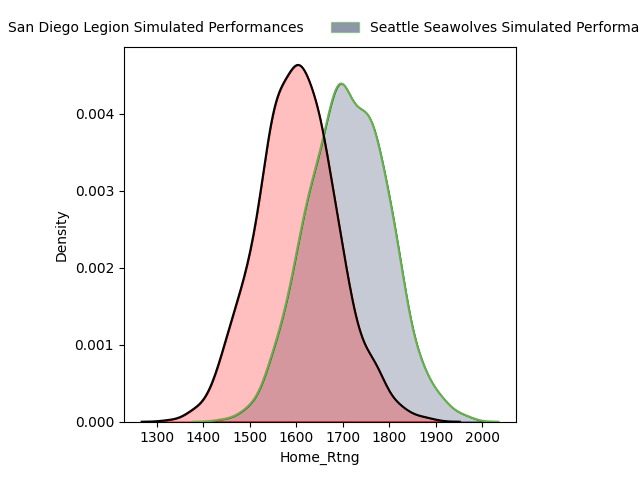 San Diego Legion Simulated Performances
Seattle Seawolves Simulated Performa
0.004
0.003
0.002
0.001
0.000
Density
1300 1400 1500 1600 1700 1800 1900 2000
Home_Rtng